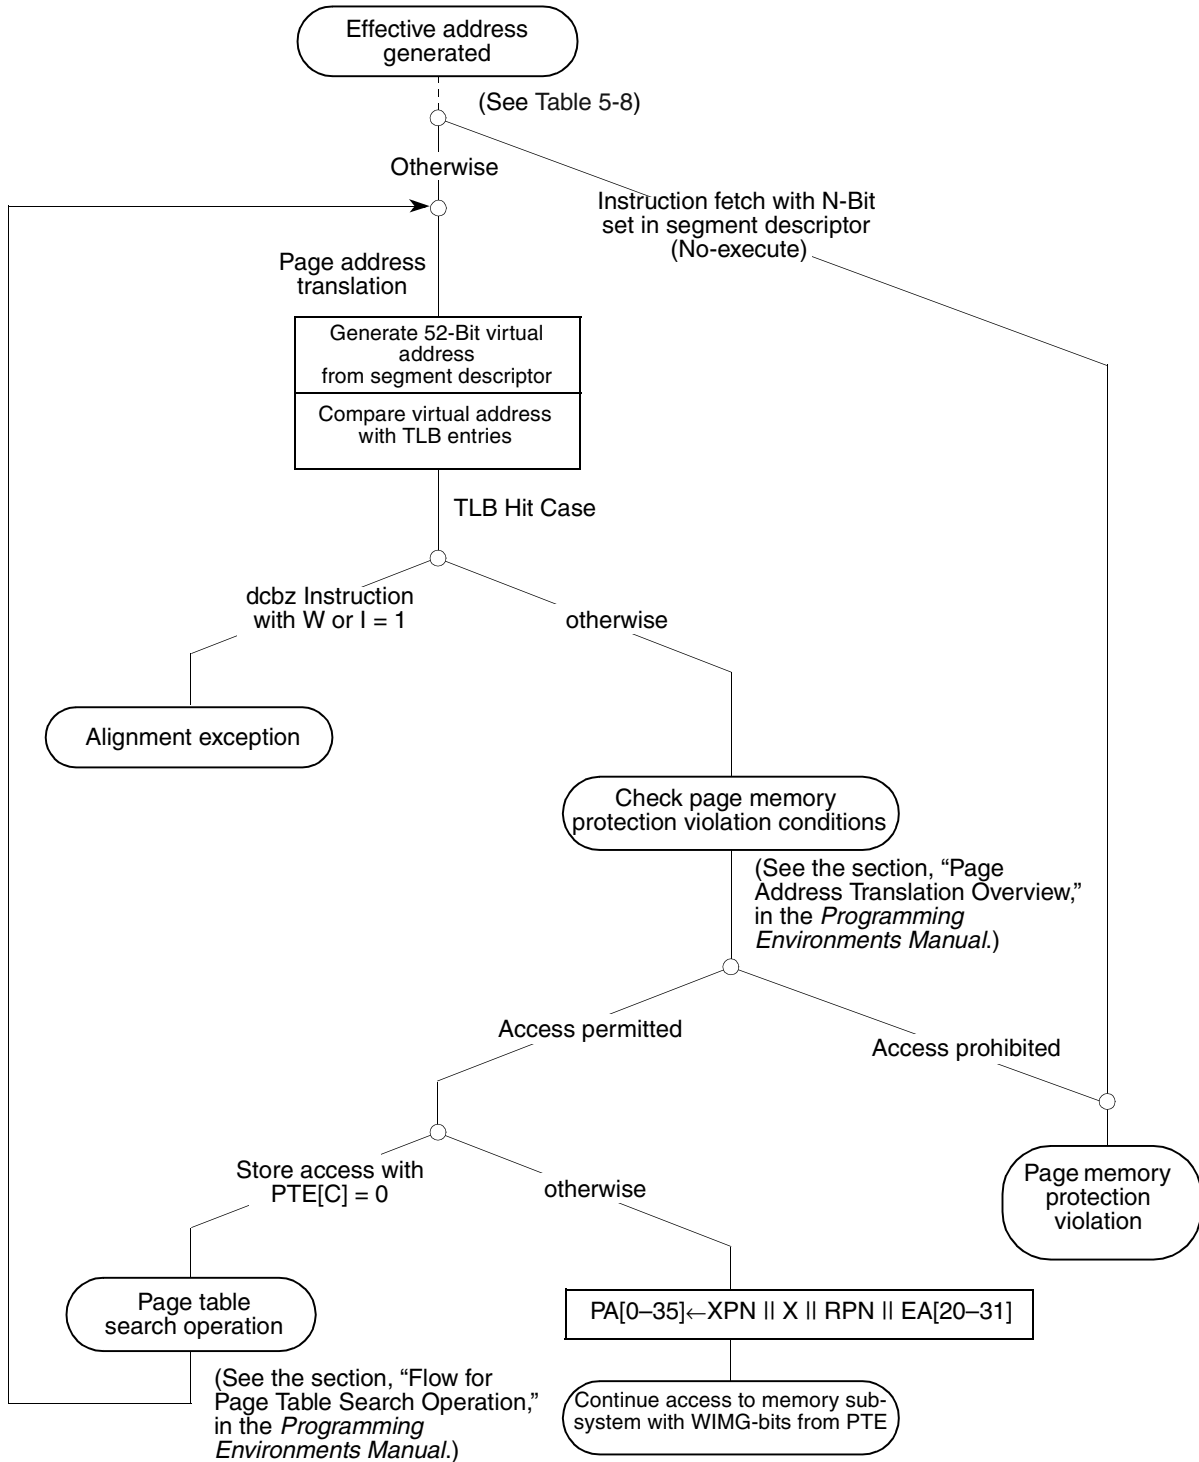 Effective address
generated
(See Table 5-8)
Otherwise
Instruction fetch with N-Bit
set in segment descriptor
(No-execute)
Page address
translation
Generate 52-Bit virtual
address
from segment descriptor
Compare virtual address
with TLB entries
TLB Hit Case
dcbz Instruction
with W or I = 1
otherwise
Alignment exception
Check page memory
protection violation conditions
(See the section, “Page
Address Translation Overview,”
in the Programming
Environments Manual.)
Access permitted
Access prohibited
Store access with
PTE[C] = 0
otherwise
Page memory
protection
violation
Page table
search operation
PA[0–35]←XPN || X || RPN || EA[20–31]
(See the section, “Flow for
Page Table Search Operation,”
in the Programming
Environments Manual.)
Continue access to memory sub-
system with WIMG-bits from PTE